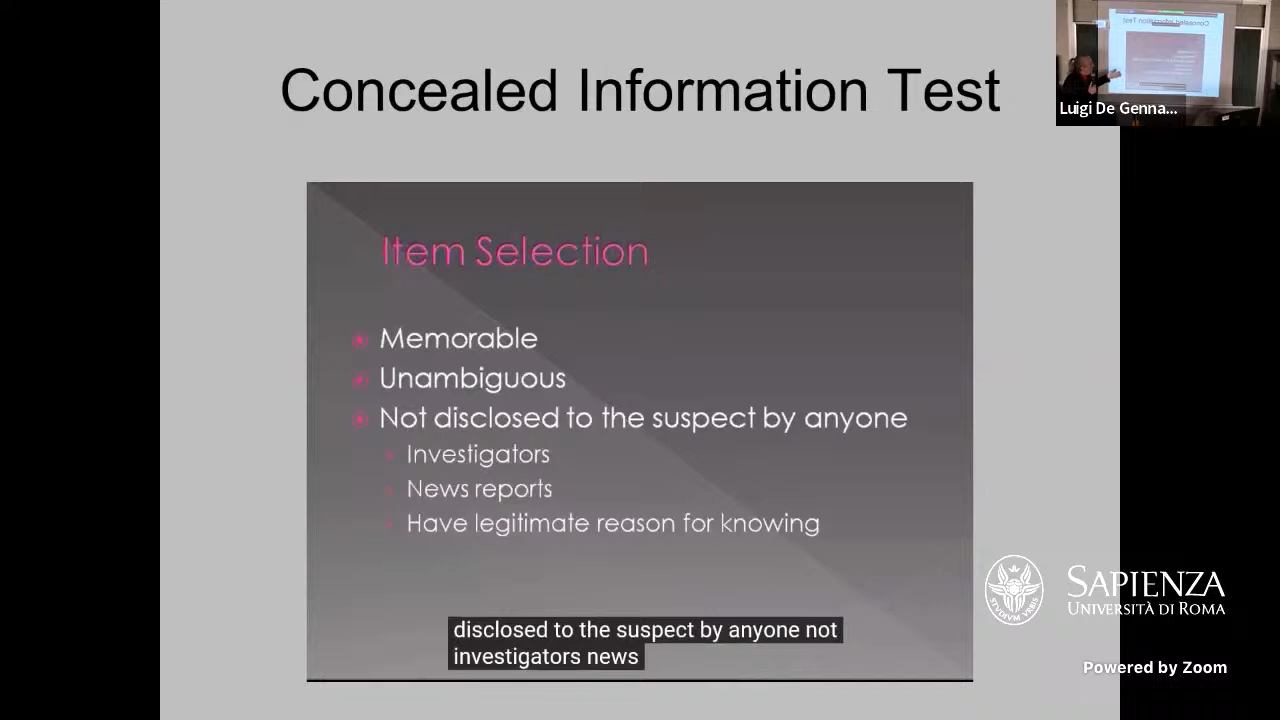 Concealed Information Test
Luigi De Genna...
Item Selection
Memorable
Unambiguous
Not disclosed to the suspect by anyone
Investigators
News reports
Have legitimate reason for knowing
SAPIENZA
UNIVERSITÀ DI ROMA
STUDIUM URBIS
disclosed to the suspect by anyone not
investigators news
Powered by Zoom